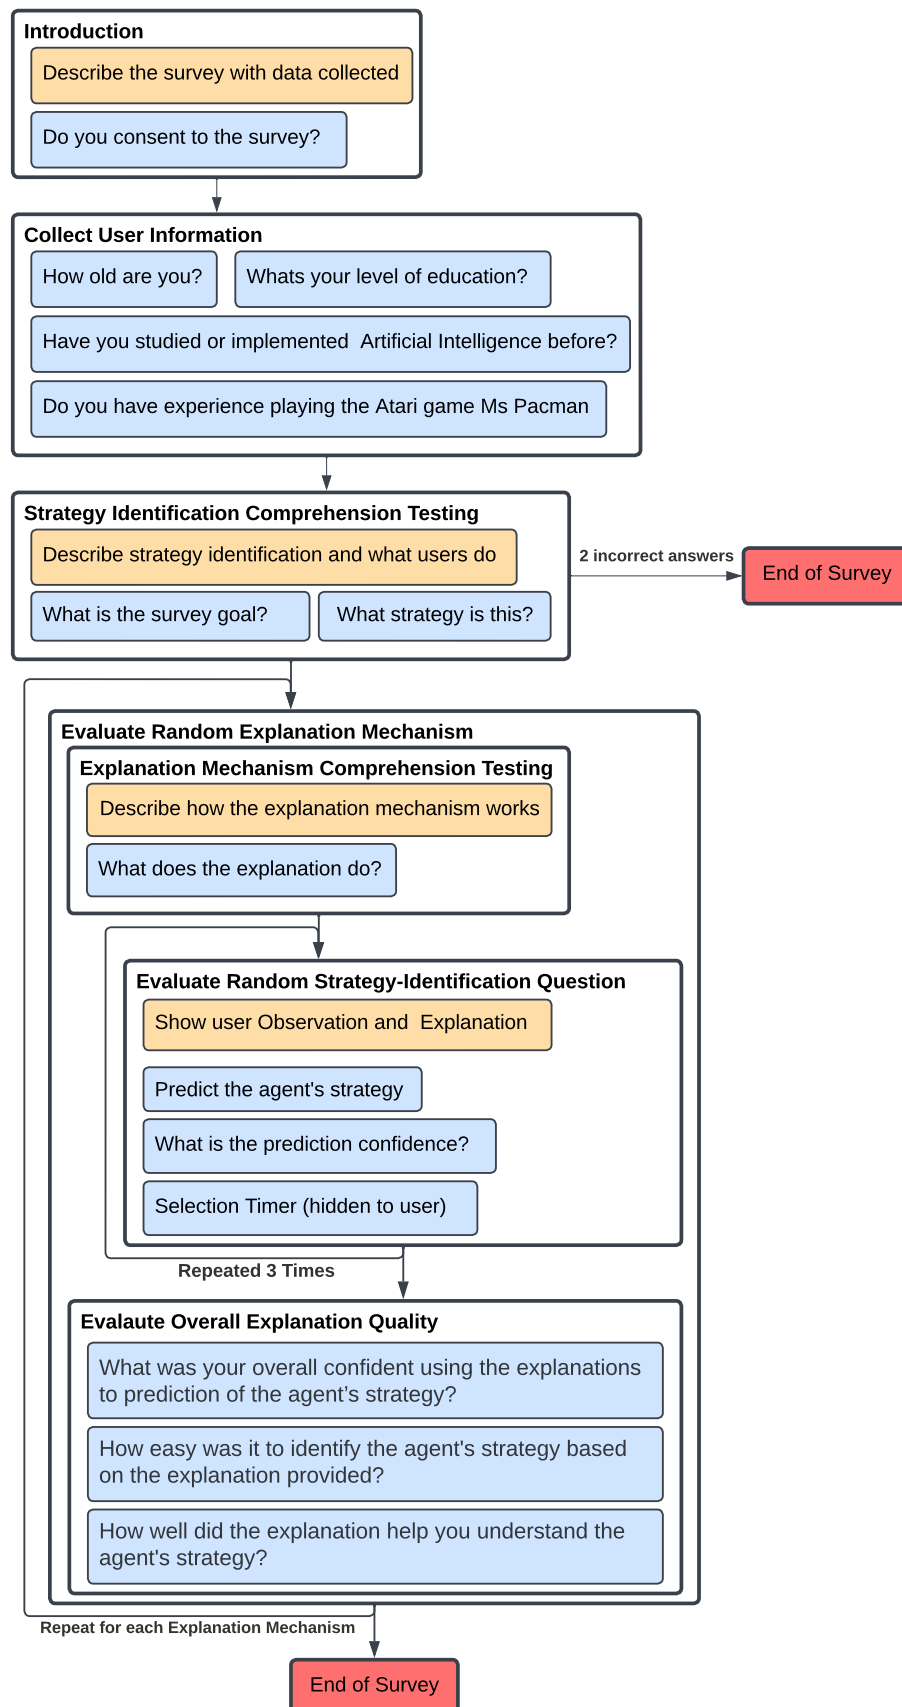 Introduction
Describe the survey with data collected
Do you consent to the survey?
Collect User Information
How old are you?
Whats your level of education?
Have you studied or implemented  Artificial Intelligence before?
Do you have experience playing the Atari game Ms Pacman
Strategy Identification Comprehension Testing
Describe strategy identification and what users do
What is the survey goal?
What strategy is this?
2 incorrect answers
End of Survey
Evaluate Random Explanation Mechanism
Explanation Mechanism Comprehension Testing
Describe how the explanation mechanism works
What does the explanation do?
Evaluate Random Strategy-Identification Question
Show user Observation and  Explanation
Predict the agent's strategy
What is the prediction confidence?
Selection Timer (hidden to user)
Repeated 3 Times
Evalaute Overall Explanation Quality
What was your overall confident using the explanations
to prediction of the agent’s strategy?
How easy was it to identify the agent's strategy based
on the explanation provided?
How well did the explanation help you understand the
agent's strategy?
Repeat for each Explanation Mechanism
End of Survey